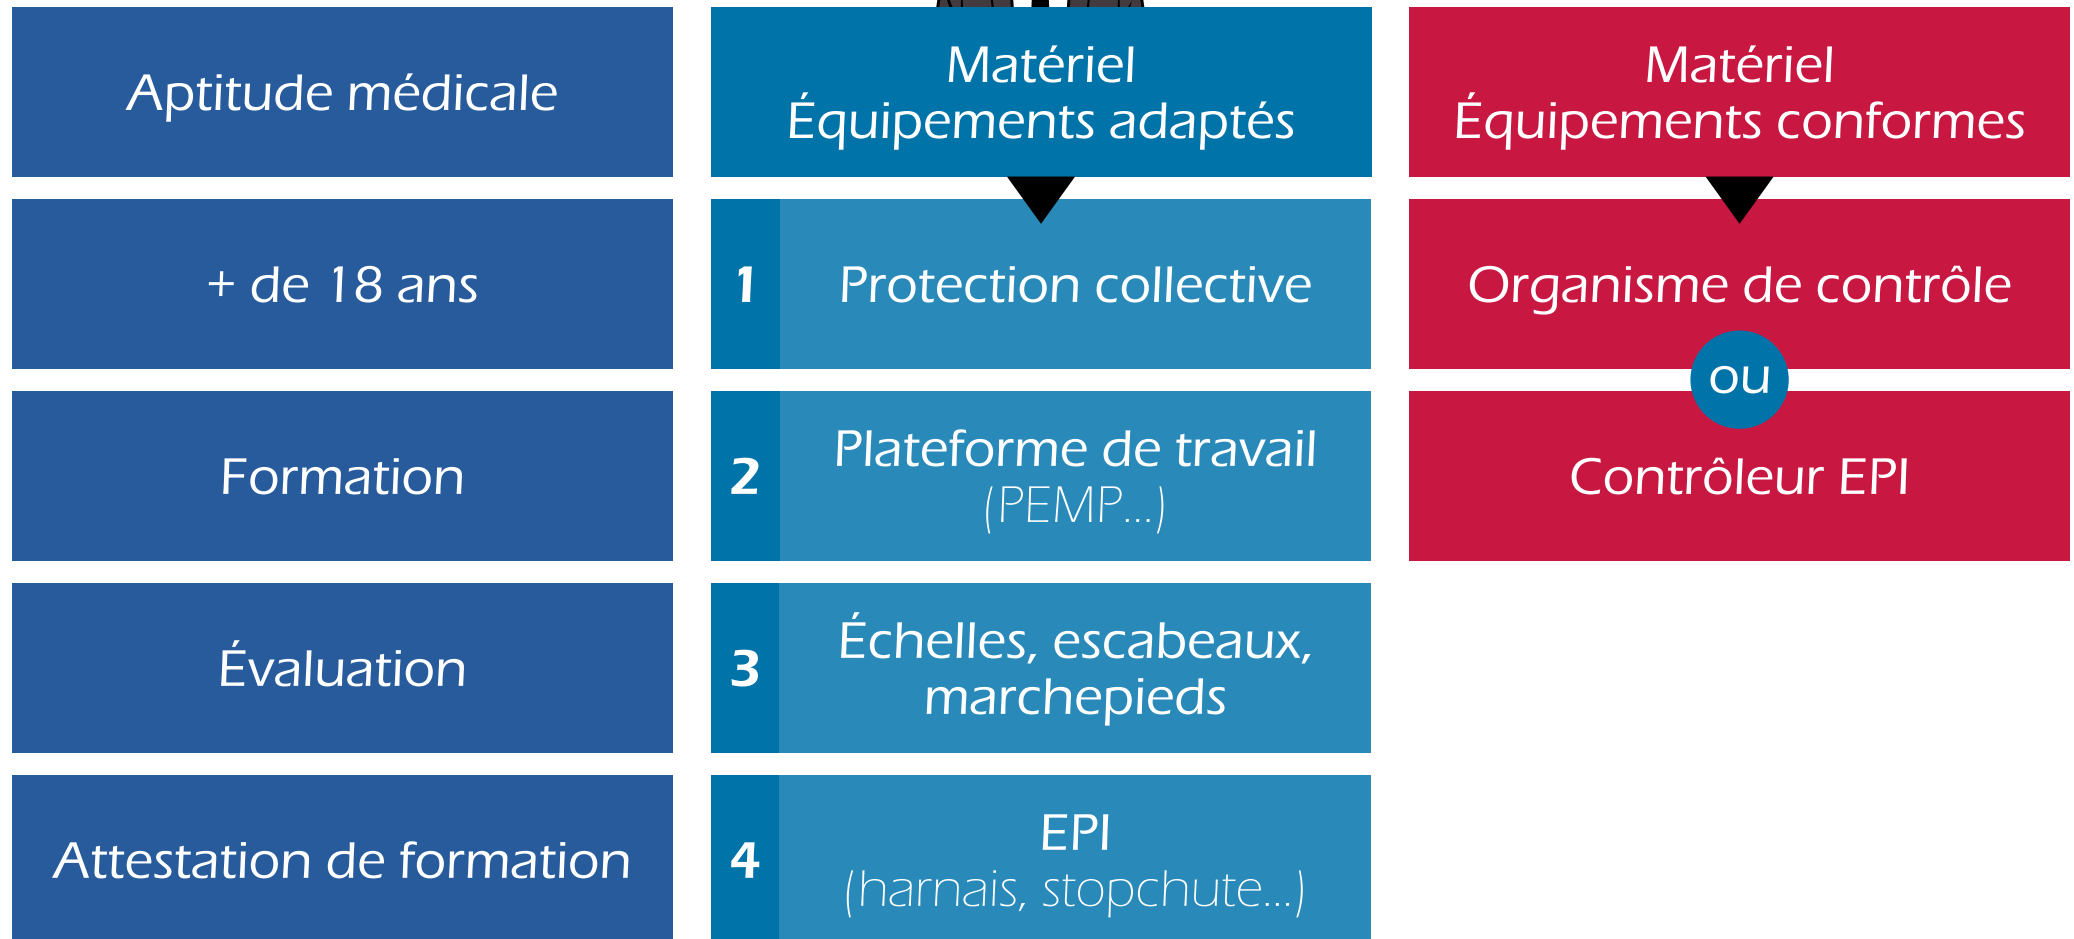 Aptitude médicale
+ de 18 ans
Formation
Évaluation
Attestation de formation
Matériel
Équipements adaptés
1 Protection collective
2 Plateforme de travail
(PEMP...)
3 Échelles, escabeaux,
marchepieds
4 EPI
(harnais, stopchute...)
Matériel
Équipements conformes
Organisme de contrôle
ou
Contrôleur EPI